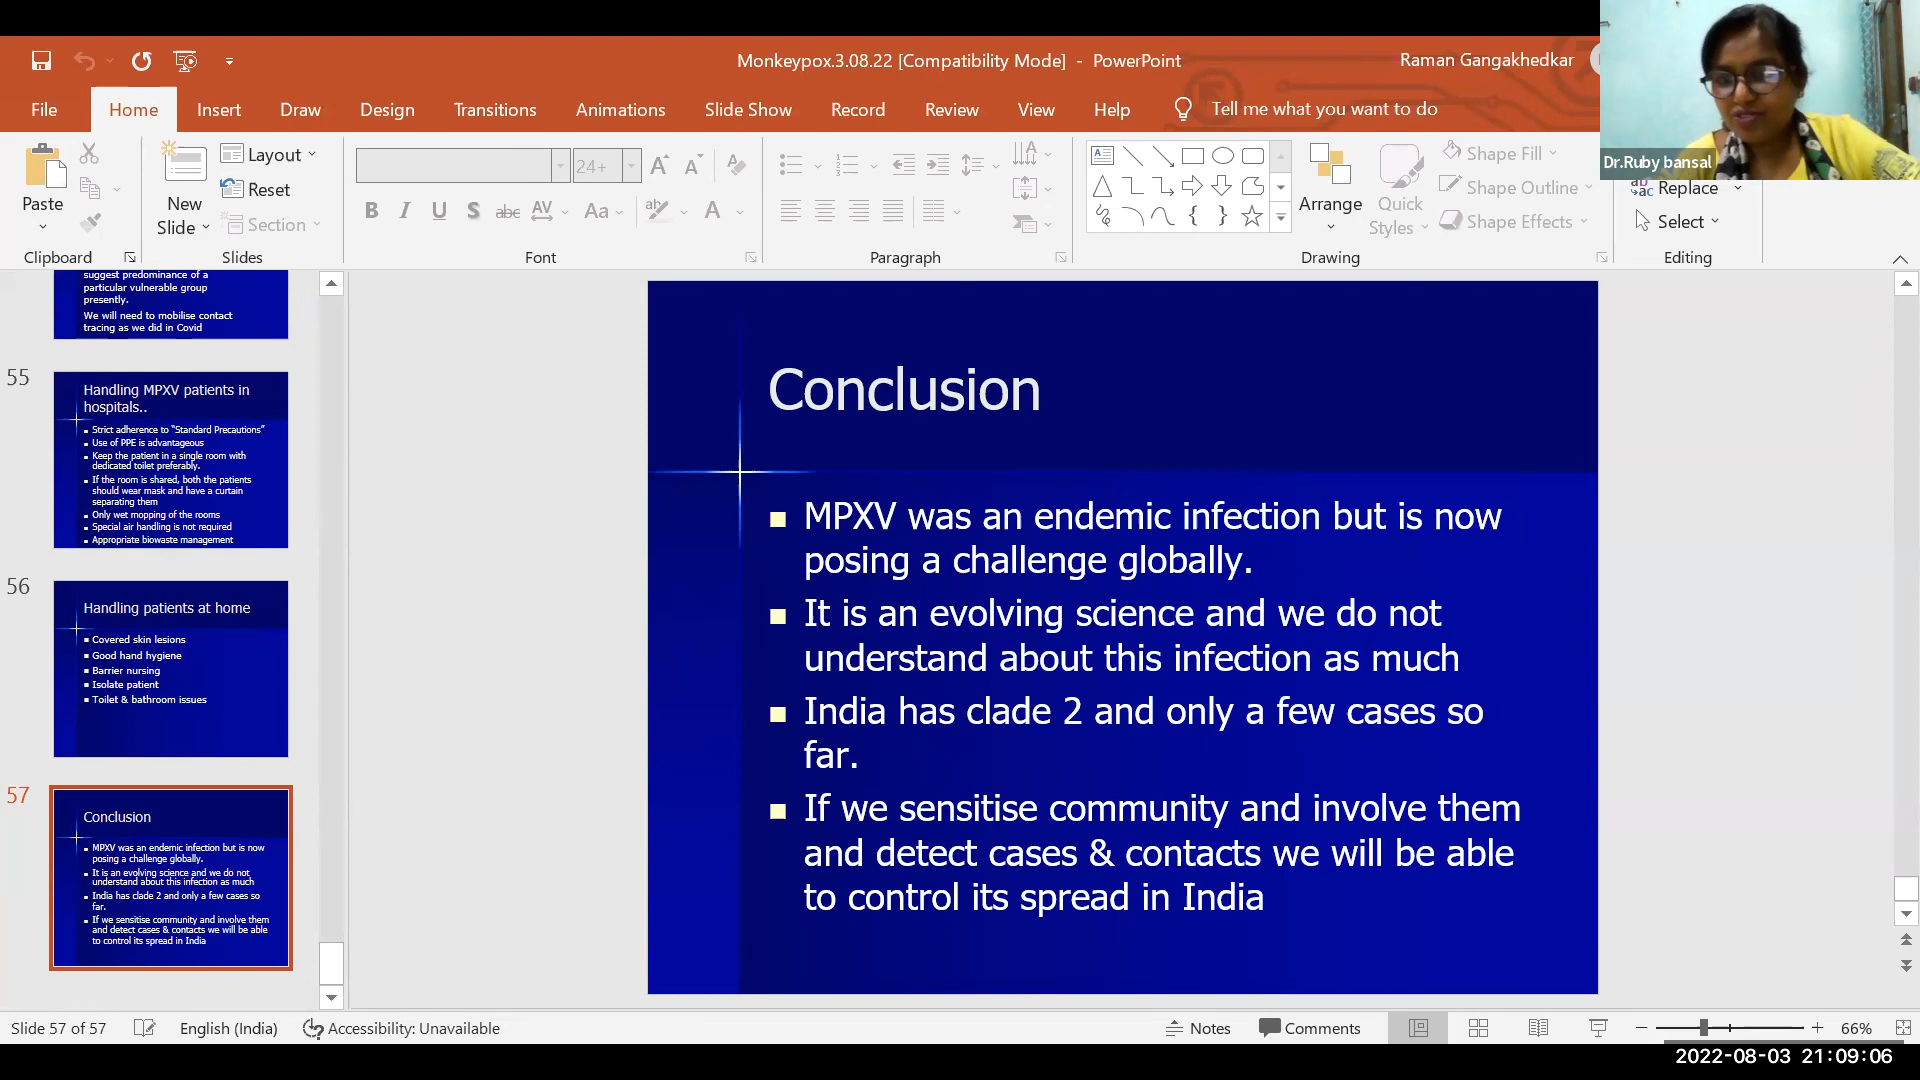 Monkeypox.3.08.22 [Compatibility Mode] - PowerPoint
Raman Gangakhedkar
File Home Insert Draw Design Transitions Animations Slide Show Record Review View Help Tell me what you want to do
Dr.Ruby bansal
Paste
New
Slide
Layout
Reset
Section
24+
B I U S abc AV Aa A
Arrange
Quick
Styles
Shape Fill
Shape Outline
Shape Effects
Replace
Select
Clipboard Slides Font Paragraph Drawing Editing
suggest predominance of a
particular vulnerable group
presently.
We will need to mobilise contact
tracing as we did in Covid
55
Handling MPXV patients in
hospitals..
Strict adherence to “Standard Precautions”
Use of PPE is advantageous
Keep the patient in a single room with
dedicated toilet preferably.
If the room is shared, both the patients
should wear mask and have a curtain
separating them
Only wet mopping of the rooms
Special air handling is not required
Appropriate biowaste management
56
Handling patients at home
Covered skin lesions
Good hand hygiene
Barrier nursing
Isolate patient
Toilet & bathroom issues
57
Conclusion
MPXV was an endemic infection but is now
posing a challenge globally.
It is an evolving science and we do not
understand about this infection as much
India has clade 2 and only a few cases so
far.
If we sensitise community and involve them
and detect cases & contacts we will be able
to control its spread in India
Conclusion
MPXV was an endemic infection but is now
posing a challenge globally.
It is an evolving science and we do not
understand about this infection as much
India has clade 2 and only a few cases so
far.
If we sensitise community and involve them
and detect cases & contacts we will be able
to control its spread in India
Slide 57 of 57 English (India) Accessibility: Unavailable Notes Comments 66%
2022-08-03 21:09:06